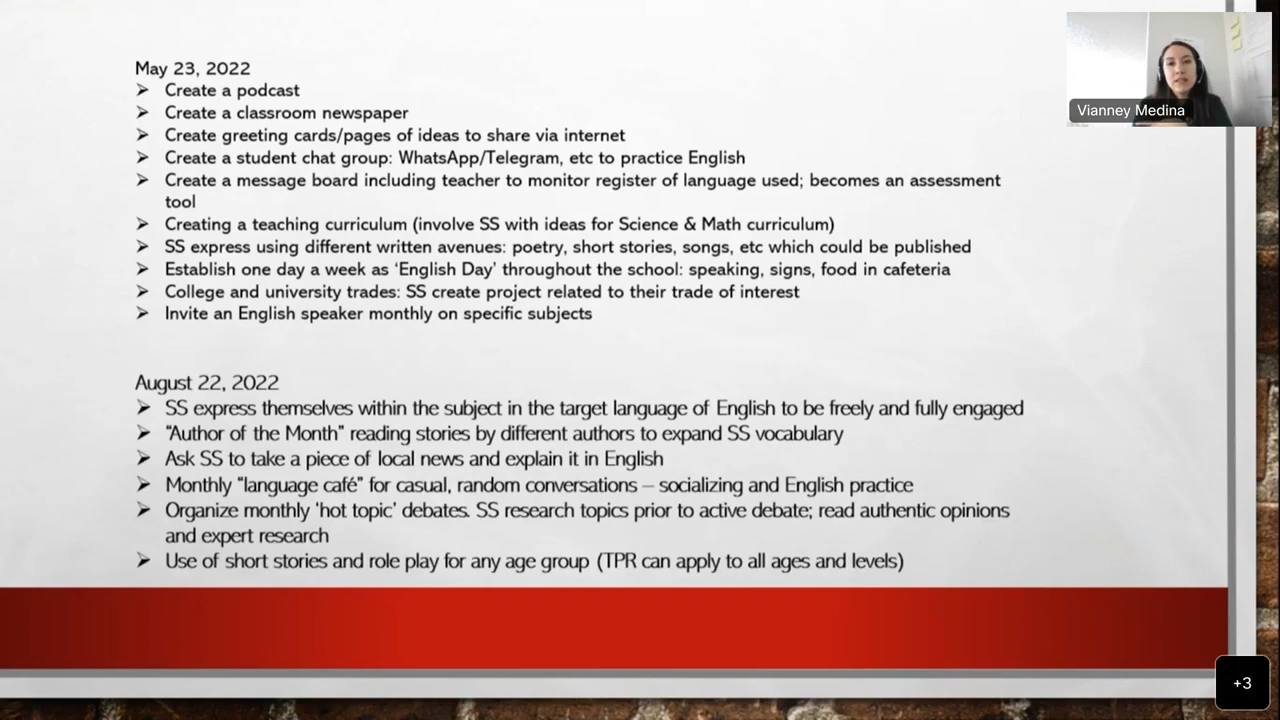 May 23, 2022
➢ Create a podcast
➢ Create a classroom newspaper
➢ Create greeting cards/pages of ideas to share via internet
➢ Create a student chat group: WhatsApp/Telegram, etc to practice English
➢ Create a message board including teacher to monitor register of language used; becomes an assessment
tool
➢ Creating a teaching curriculum (involve SS with ideas for Science & Math curriculum)
➢ SS express using different written avenues: poetry, short stories, songs, etc which could be published
➢ Establish one day a week as ‘English Day’ throughout the school: speaking, signs, food in cafeteria
➢ College and university trades: SS create project related to their trade of interest
➢ Invite an English speaker monthly on specific subjects
August 22, 2022
➢ SS express themselves within the subject in the target language of English to be freely and fully engaged
➢ “Author of the Month” reading stories by different authors to expand SS vocabulary
➢ Ask SS to take a piece of local news and explain it in English
➢ Monthly “language café” for casual, random conversations – socializing and English practice
➢ Organize monthly ‘hot topic’ debates. SS research topics prior to active debate; read authentic opinions
and expert research
➢ Use of short stories and role play for any age group (TPR can apply to all ages and levels)
Vianney Medina
+3